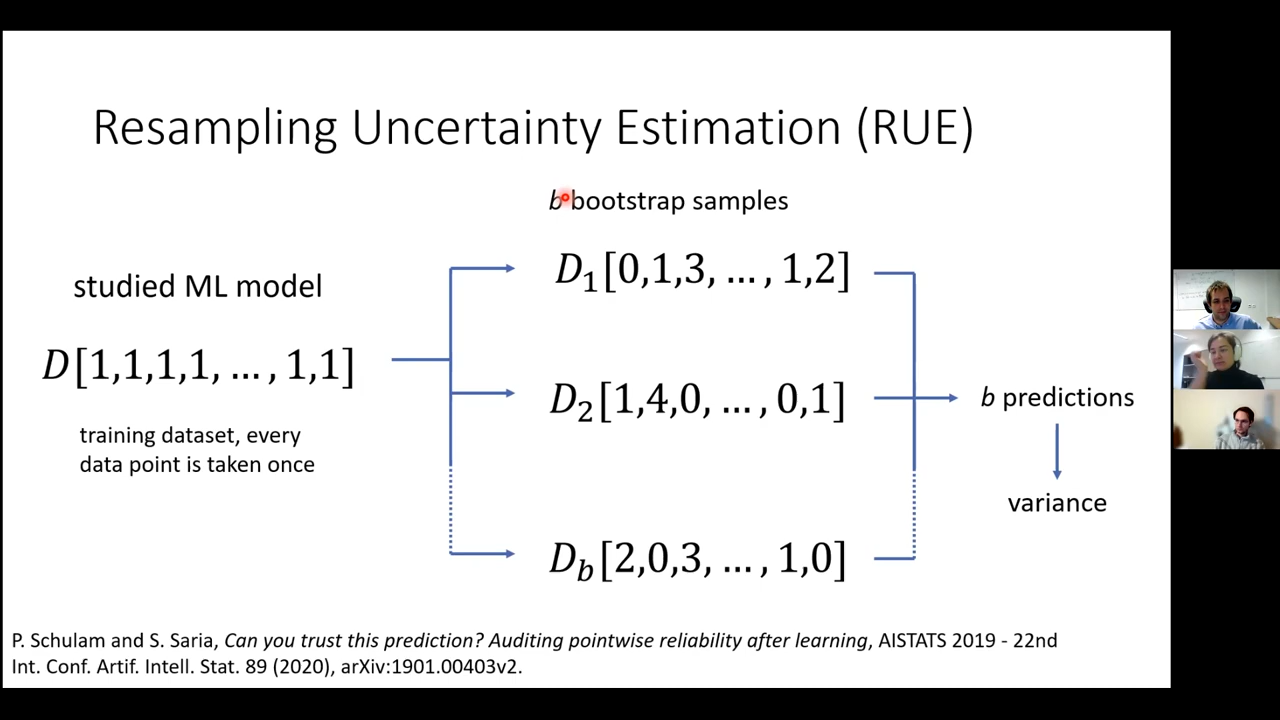 Resampling Uncertainty Estimation (RUE)
b bootstrap samples
studied ML model
D[1,1,1,1, … , 1,1]
training dataset, every
data point is taken once
D₁[0,1,3, … , 1,2]
D₂[1,4,0, … , 0,1]
D_b[2,0,3, … , 1,0]
b predictions
variance
P. Schulam and S. Saria, Can you trust this prediction? Auditing pointwise reliability after learning, AISTATS 2019 - 22nd
Int. Conf. Artif. Intell. Stat. 89 (2020), arXiv:1901.00403v2.